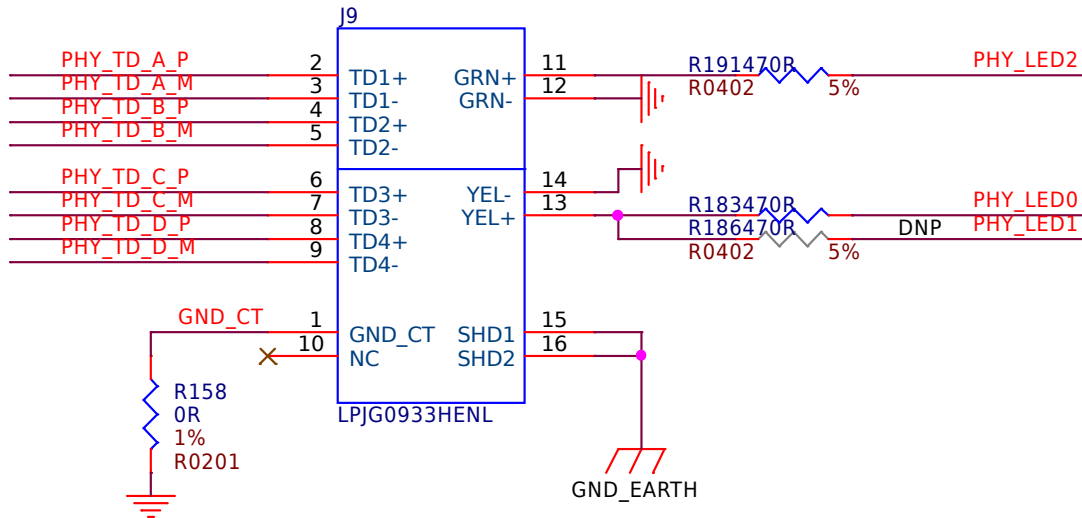 J9
PHY_TD_A_P 2 TD1+ GRN+ 11 R191470R PHY_LED2
PHY_TD_A_M 3 TD1- GRN- 12 R0402 5%
PHY_TD_B_P 4 TD2+
PHY_TD_B_M 5 TD2-
PHY_TD_C_P 6 TD3+ YEL- 14
PHY_TD_C_M 7 TD3- YEL+ 13 R183470R PHY_LED0
PHY_TD_D_P 8 TD4+ R186470R DNP PHY_LED1
PHY_TD_D_M 9 TD4- R0402 5%
GND_CT 1 GND_CT SHD1 15
10 NC SHD2 16
R158
0R
1%
R0201
LPJG0933HENL
GND_EARTH